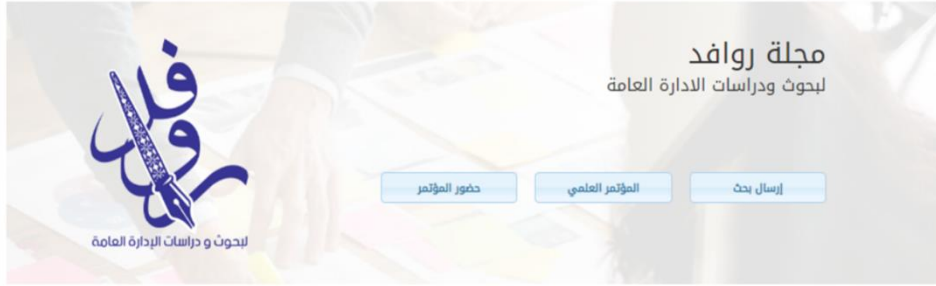 مجلة روافد
لبحوث ودراسات الادارة العامة
إرسال بحث
المؤتمر العلمي
حضور المؤتمر
روافد
لبحوث و دراسات الإدارة العامة